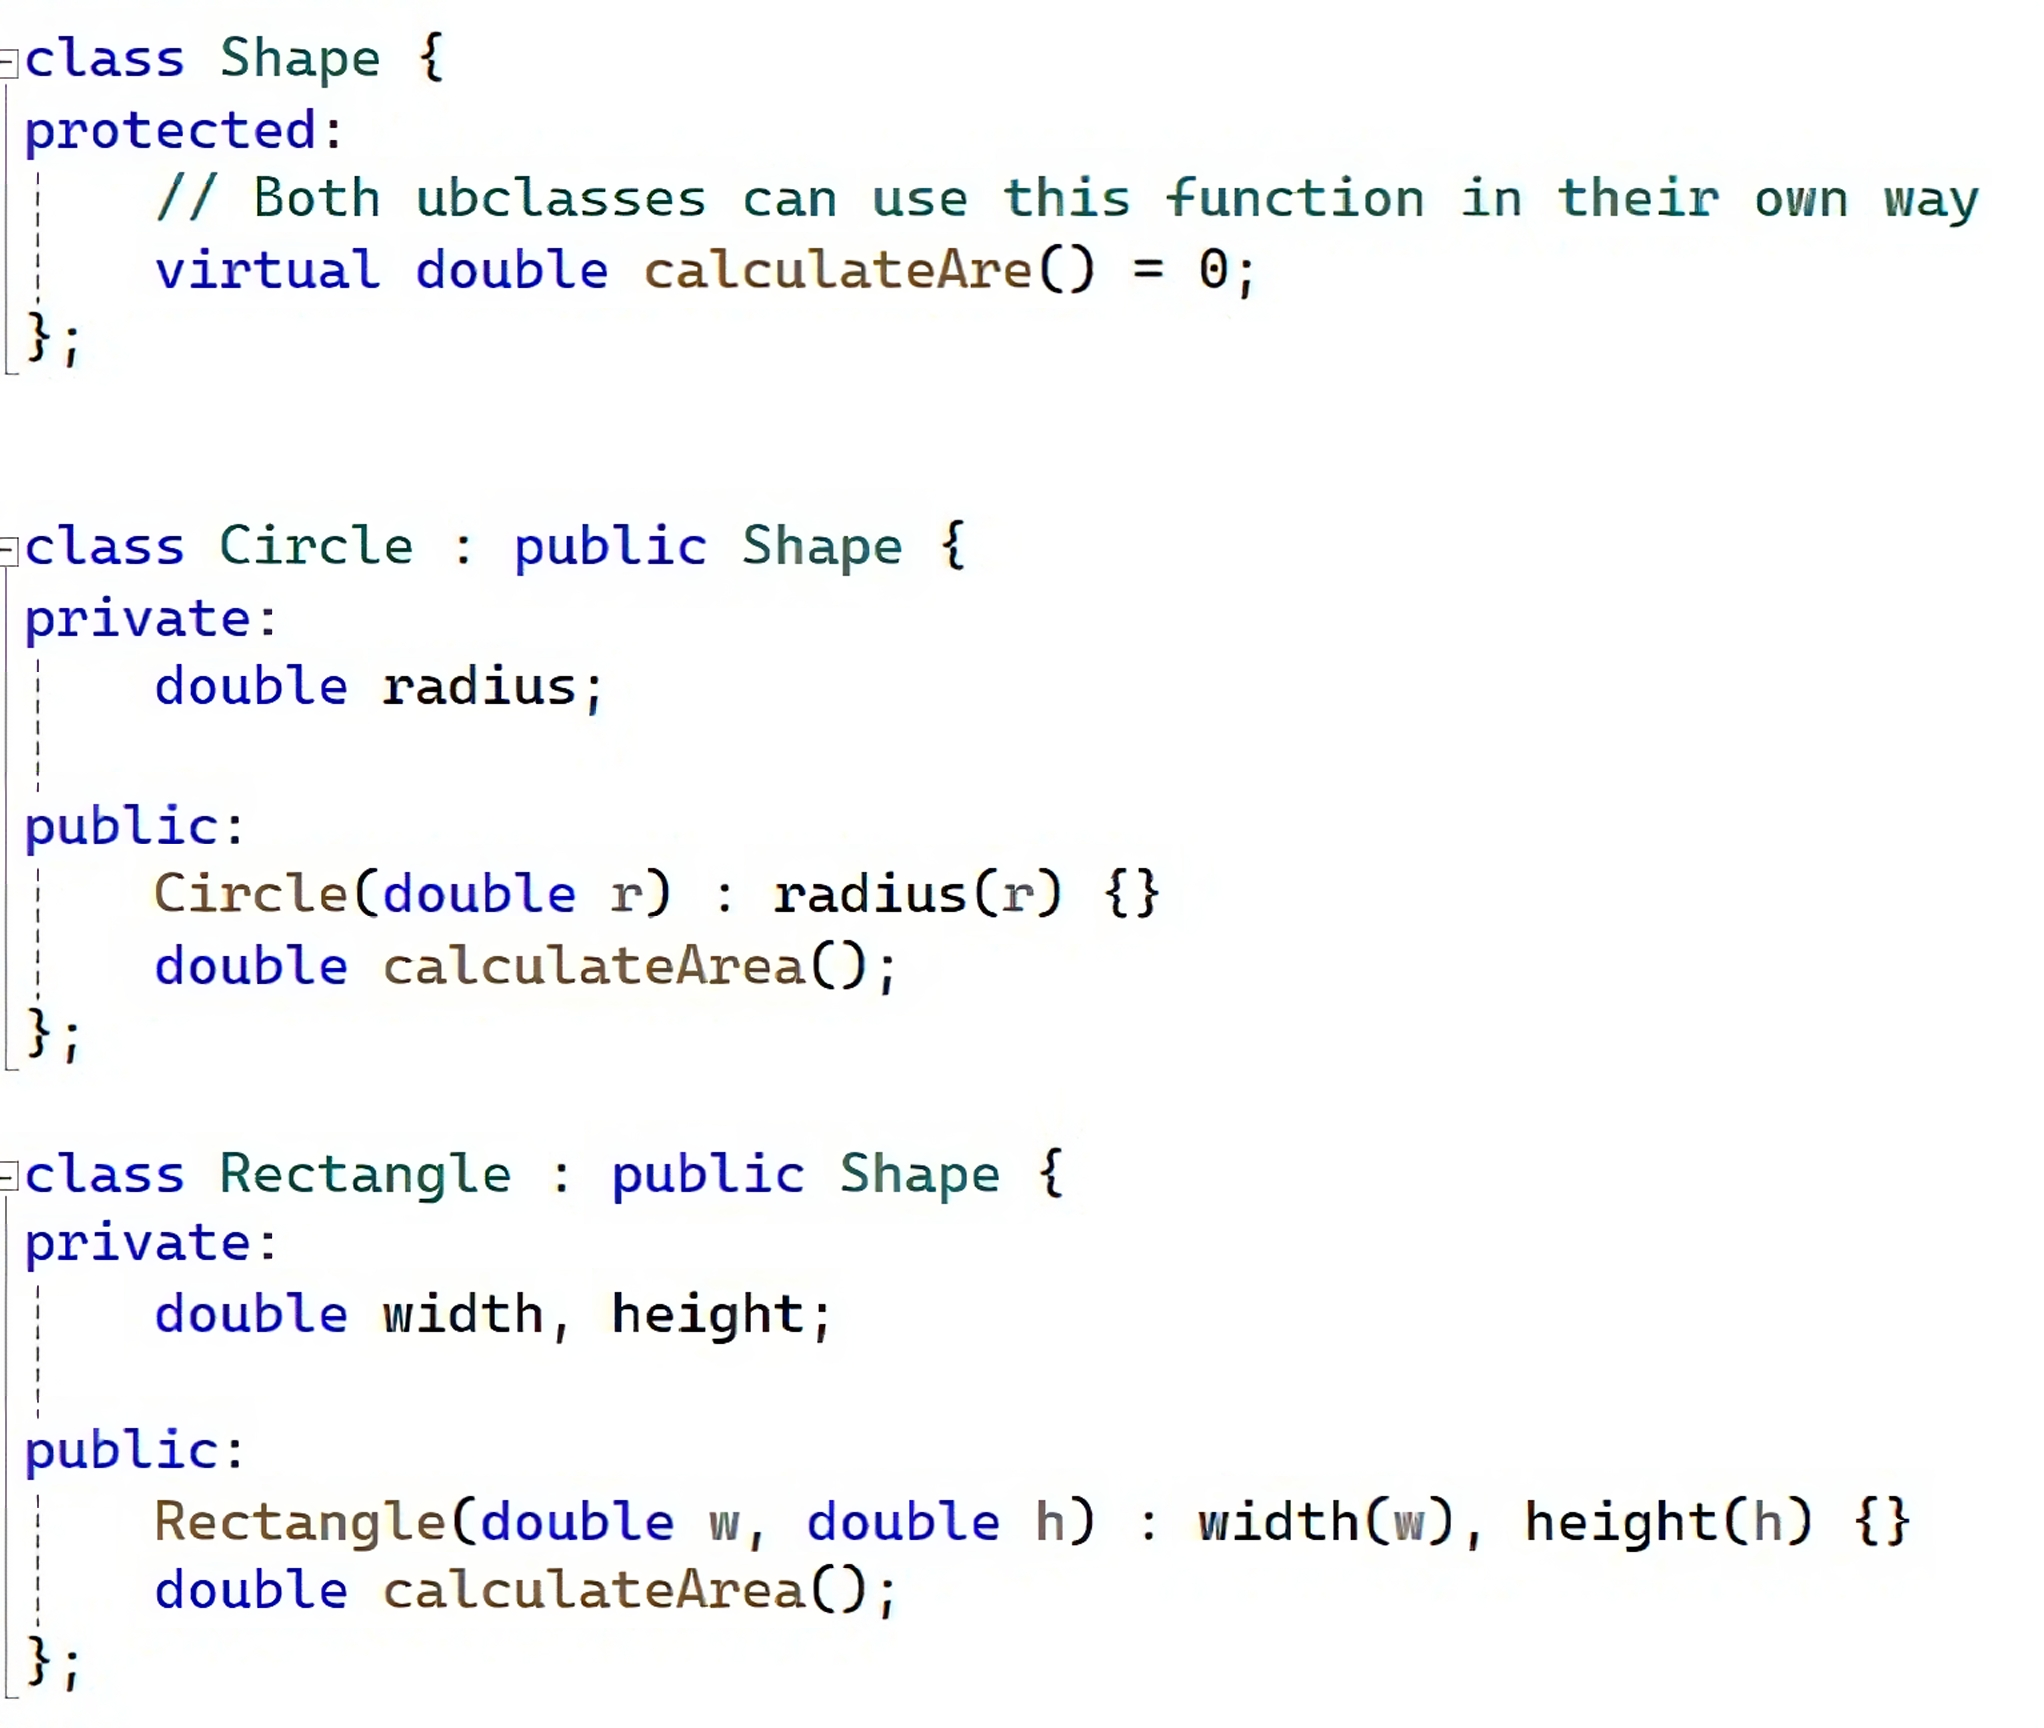 class Shape {
protected:
// Both ubclasses can use this function in their own way
virtual double calculateAre() = 0;
};
class Circle : public Shape {
private:
double radius;
public:
Circle(double r) : radius(r) {}
double calculateArea();
};
class Rectangle : public Shape {
private:
double width, height;
public:
Rectangle(double w, double h) : width(w), height(h) {}
double calculateArea();
};